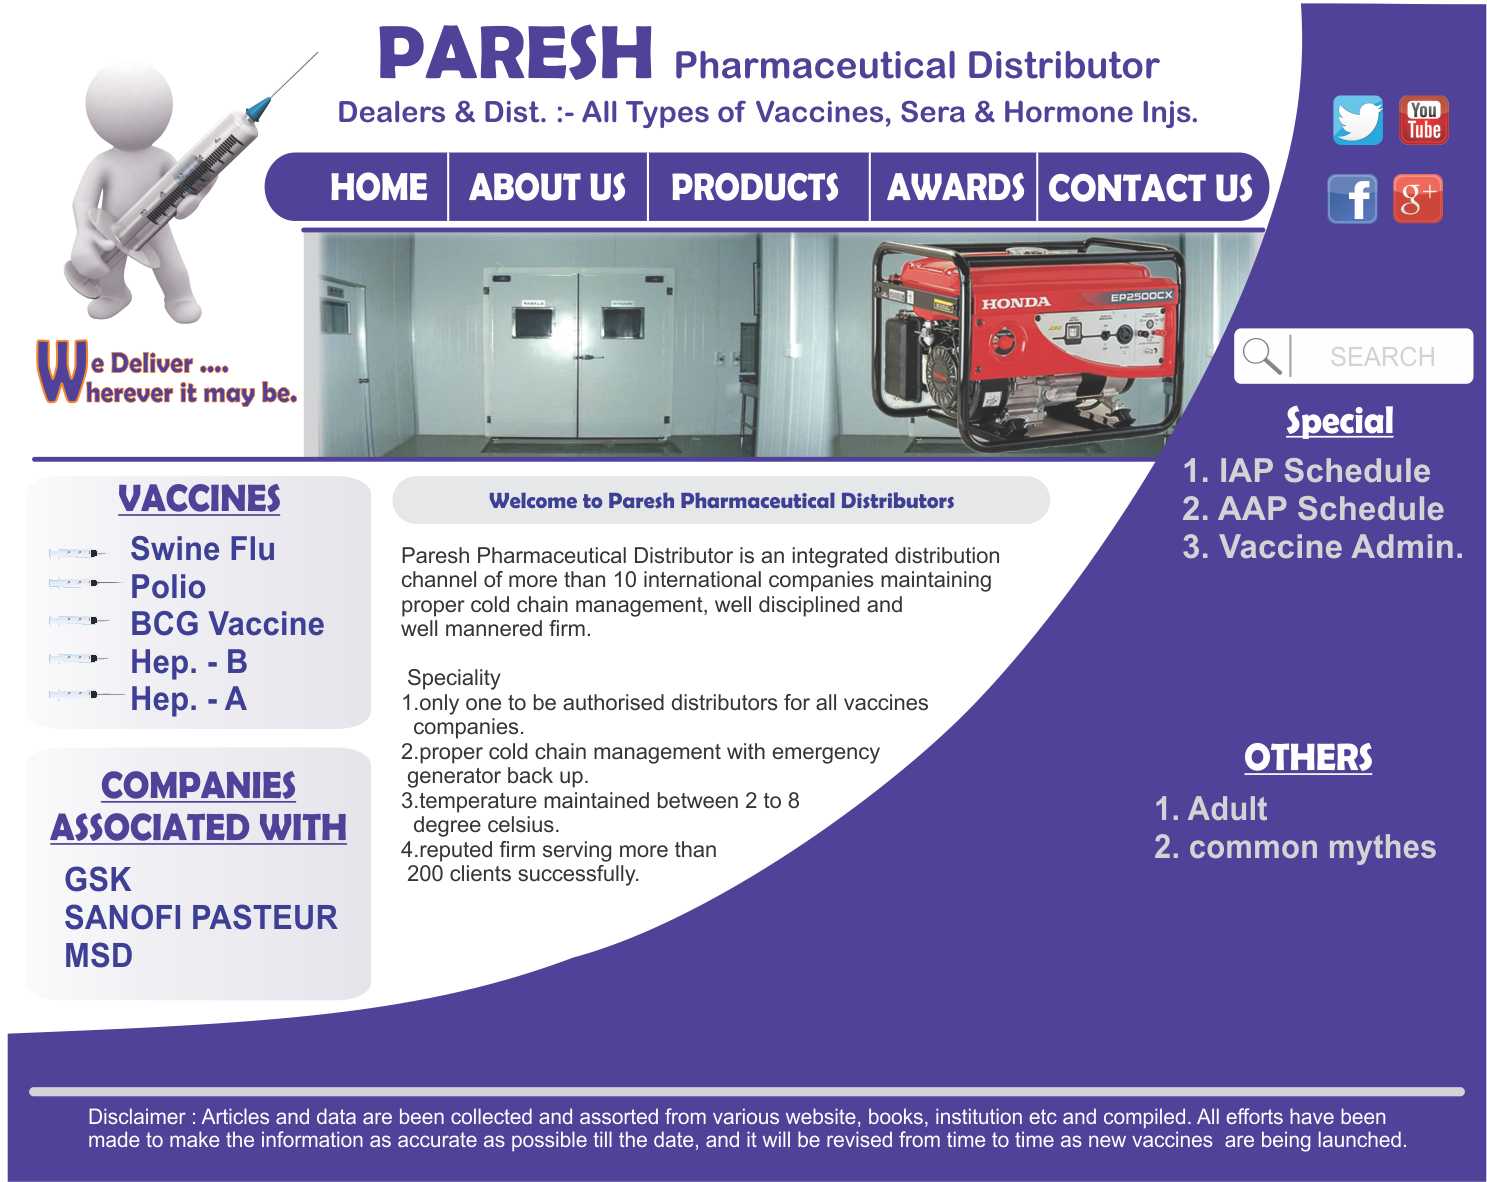 PARESH Pharmaceutical Distributor
Dealers & Dist. :- All Types of Vaccines, Sera & Hormone Injs.
HOME ABOUT US PRODUCTS AWARDS CONTACT US
You
Tube
f
g+
HONDA EP2500CX
We Deliver ....
Wherever it may be.
SEARCH
Special
1. IAP Schedule
2. AAP Schedule
3. Vaccine Admin.
VACCINES
Swine Flu
Polio
BCG Vaccine
Hep. - B
Hep. - A
Welcome to Paresh Pharmaceutical Distributors
Paresh Pharmaceutical Distributor is an integrated distribution
channel of more than 10 international companies maintaining
proper cold chain management, well disciplined and
well mannered firm.
Speciality
1.only one to be authorised distributors for all vaccines
companies.
2.proper cold chain management with emergency
generator back up.
3.temperature maintained between 2 to 8
degree celsius.
4.reputed firm serving more than
200 clients successfully.
COMPANIES
ASSOCIATED WITH
GSK
SANOFI PASTEUR
MSD
OTHERS
1. Adult
2. common mythes
Disclaimer : Articles and data are been collected and assorted from various website, books, institution etc and compiled. All efforts have been
made to make the information as accurate as possible till the date, and it will be revised from time to time as new vaccines are being launched.